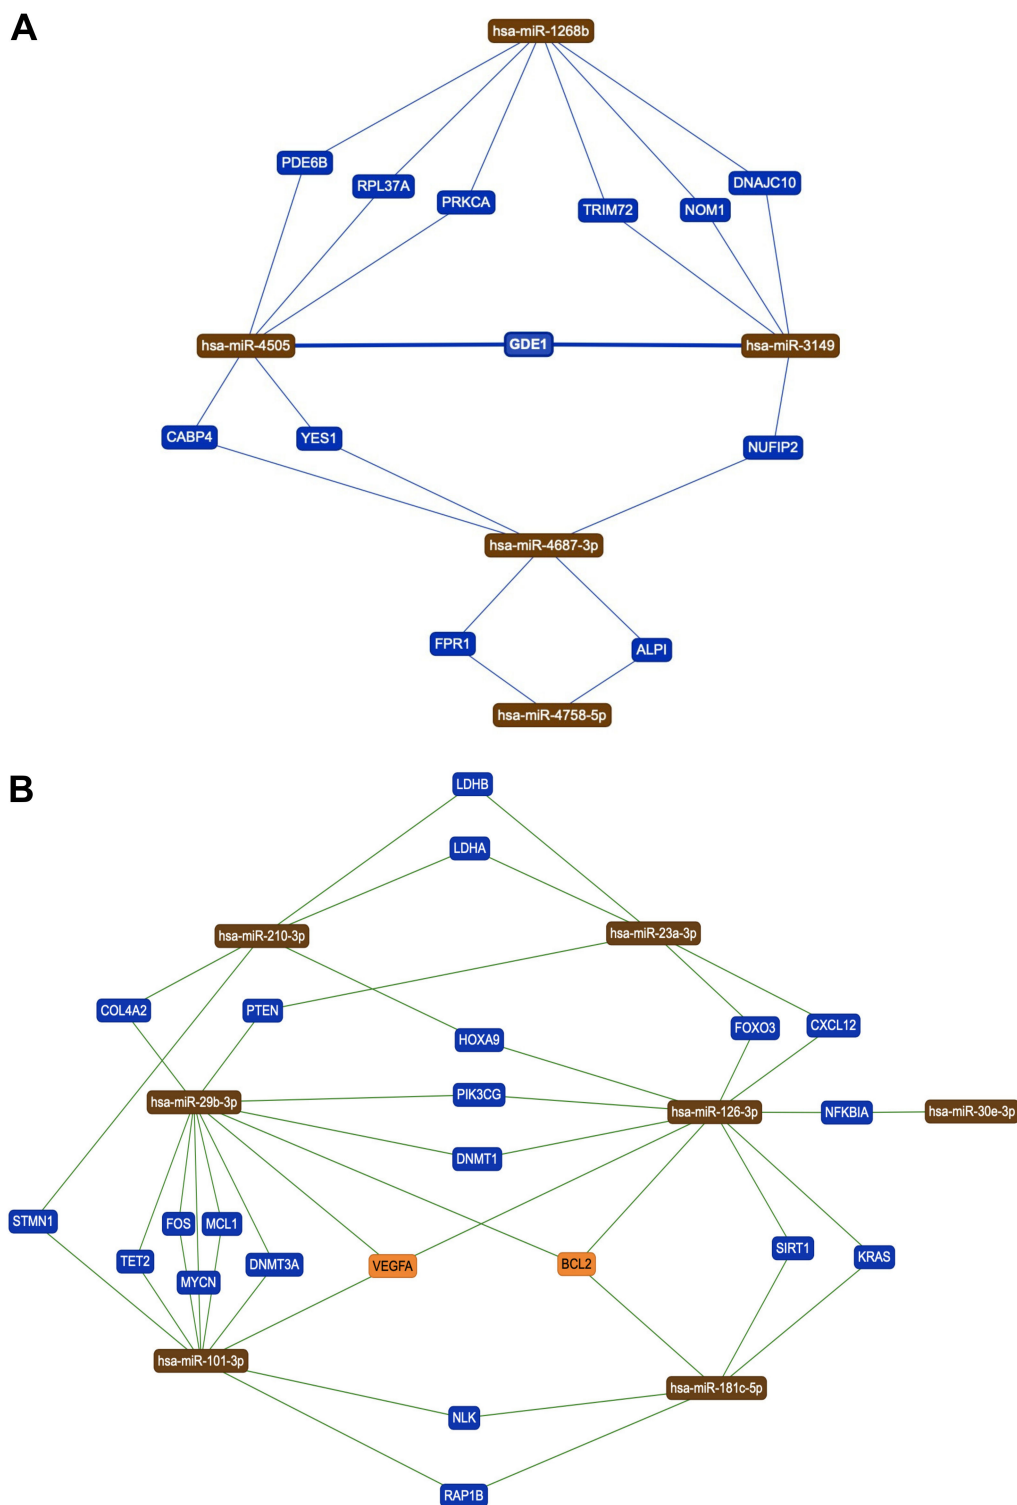 A
hsa-miR-1268b
PDE6B
RPL37A
PRKCA
TRIM72
NOM1
DNAJC10
hsa-miR-4505
GDE1
hsa-miR-3149
CABP4
YES1
NUFIP2
hsa-miR-4687-3p
FPR1
ALPI
hsa-miR-4758-5p
B
LDHB
LDHA
hsa-miR-210-3p
hsa-miR-23a-3p
COL4A2
PTEN
HOXA9
FOXO3
CXCL12
hsa-miR-29b-3p
PIK3CG
hsa-miR-126-3p
NFKBIA
hsa-miR-30e-3p
DNMT1
STMN1
FOS
MCL1
TET2
MYCN
DNMT3A
VEGFA
BCL2
SIRT1
KRAS
hsa-miR-101-3p
hsa-miR-181c-5p
NLK
RAP1B